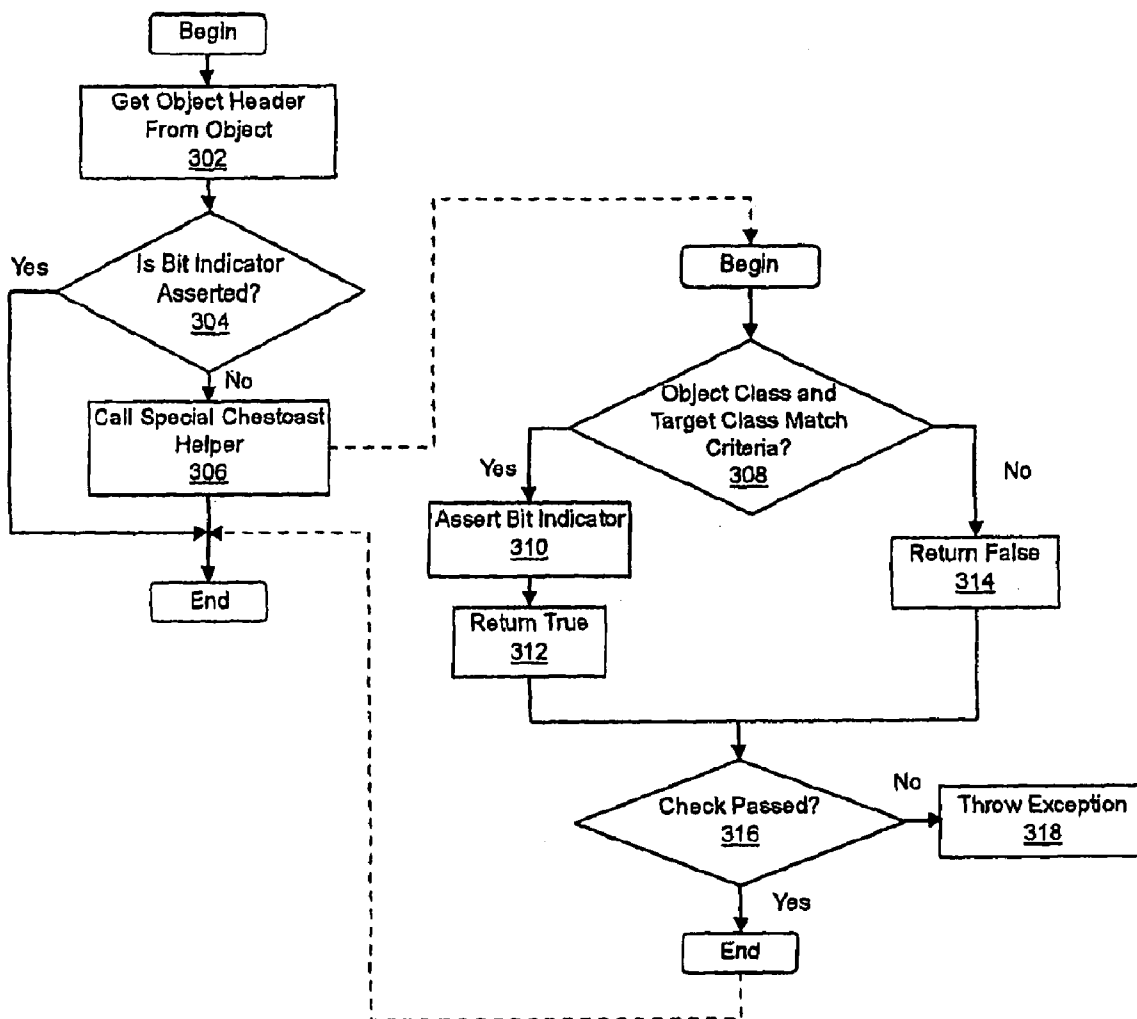 Begin
Get Object Header
From Object
302
Is Bit Indicator
Asserted?
304
Yes
No
Call Special Chestcast
Helper
306
End
Begin
Object Class and
Target Class Match
Criteria?
308
Yes
No
Assert Bit Indicator
310
Return True
312
Return False
314
Check Passed?
316
No
Throw Exception
318
Yes
End